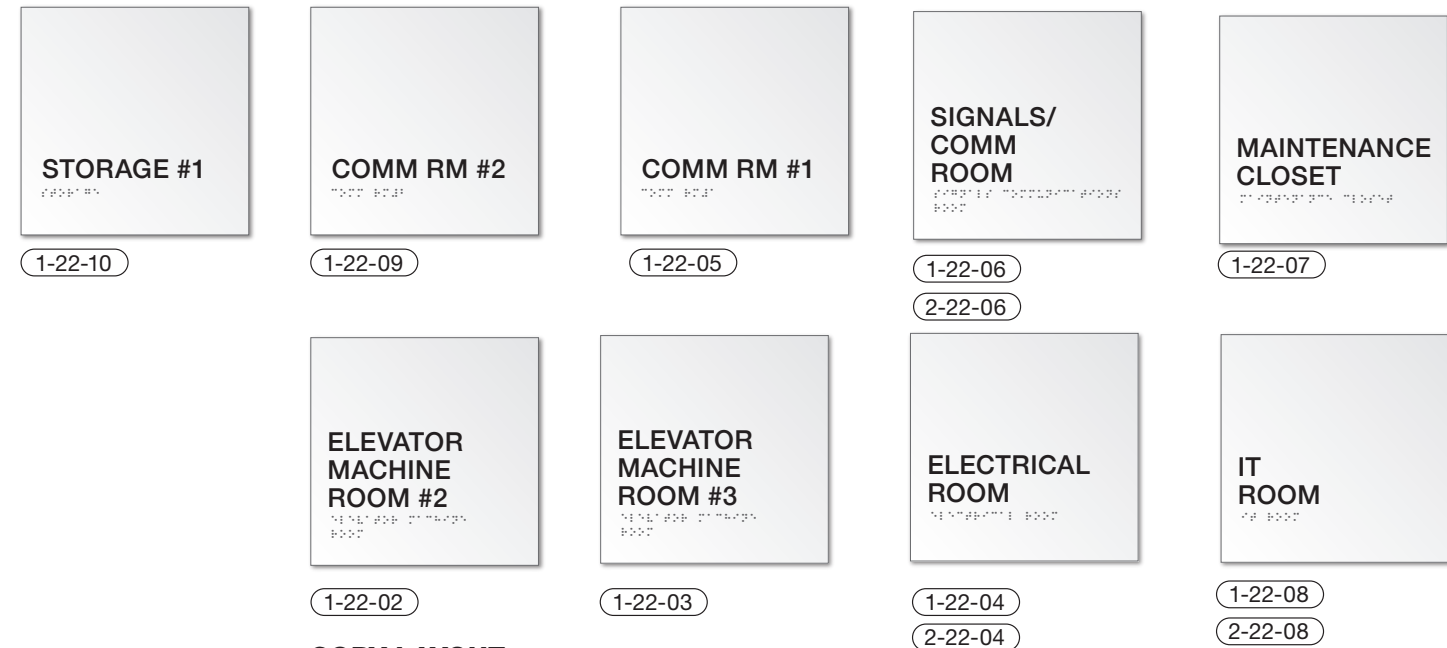 STORAGE #1
⠎⠞⠕⠗⠁⠛⠑
1-22-10
COMM RM #2
⠉⠕⠍⠍ ⠗⠍⠼⠃
1-22-09
COMM RM #1
⠉⠕⠍⠍ ⠗⠍⠼⠁
1-22-05
SIGNALS/
COMM
ROOM
⠎⠊⠛⠝⠁⠇⠎ ⠉⠕⠍⠍⠥⠝⠊⠉⠁⠞⠊⠕⠝⠎
⠗⠕⠕⠍
1-22-06
2-22-06
MAINTENANCE
CLOSET
⠍⠁⠊⠝⠞⠑⠝⠁⠝⠉⠑ ⠉⠇⠕⠎⠑⠞
1-22-07
ELEVATOR
MACHINE
ROOM #2
⠑⠇⠑⠧⠁⠞⠕⠗ ⠍⠁⠉⠓⠊⠝⠑
⠗⠕⠕⠍
1-22-02
ELEVATOR
MACHINE
ROOM #3
⠑⠇⠑⠧⠁⠞⠕⠗ ⠍⠁⠉⠓⠊⠝⠑
⠗⠕⠕⠍
1-22-03
ELECTRICAL
ROOM
⠑⠇⠑⠉⠞⠗⠊⠉⠁⠇ ⠗⠕⠕⠍
1-22-04
2-22-04
IT
ROOM
⠊⠞ ⠗⠕⠕⠍
1-22-08
2-22-08